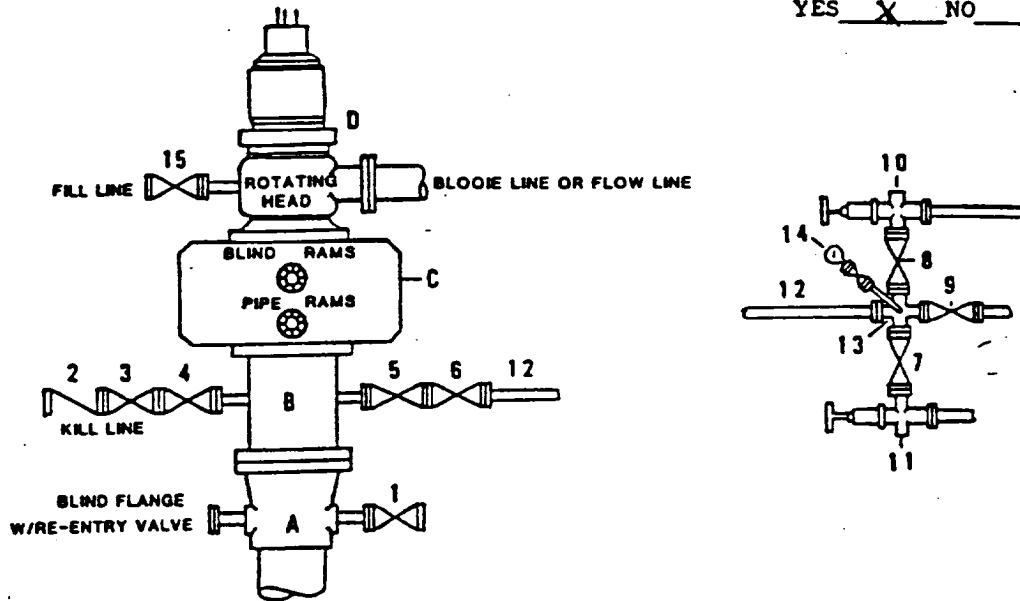 YES X NO
D
15
10
FILL LINE
ROTATING
HEAD
BLOOIE LINE OR FLOW LINE
BLIND RAMS
14
8
C
PIPE RAMS
12
9
13
2 3 4
5 6 12
7
B
KILL LINE
11
BLIND FLANGE
W/RE-ENTRY VALVE
1
A